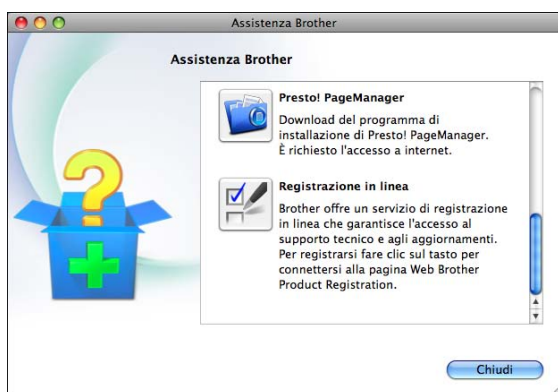 Assistenza Brother
Assistenza Brother
Presto! PageManager
Download del programma di
installazione di Presto! PageManager.
È richiesto l'accesso a internet.
Registrazione in linea
Brother offre un servizio di registrazione
in linea che garantisce l'accesso al
supporto tecnico e agli aggiornamenti.
Per registrarsi fare clic sul tasto per
connettersi alla pagina Web Brother
Product Registration.
Chiudi